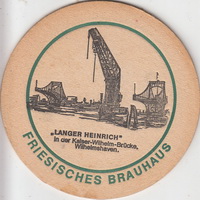 „LANGER HEINRICH"
in der Kaiser-Wilhelm-Brücke,
Wilhelmshaven.
FRIESISCHES BRAUHAUS